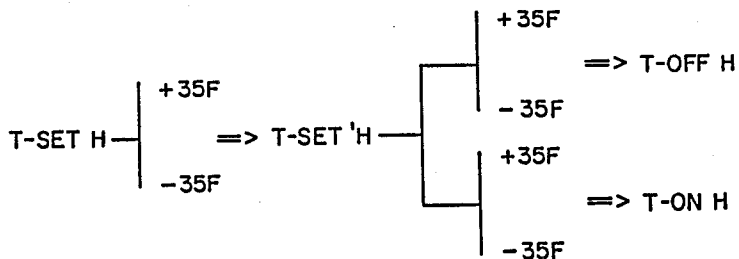 +35F
⇒ T-OFF H
+35F
-35F
T-SET H
⇒ T-SET 'H
+35F
-35F
⇒ T-ON H
-35F